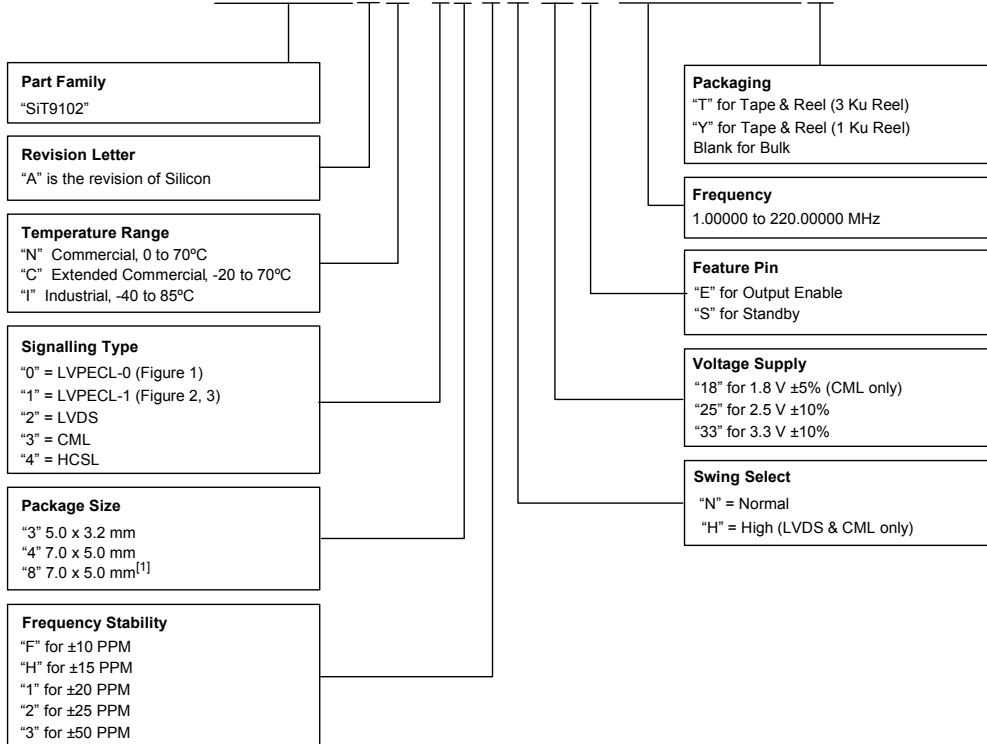 Part Family
“SiT9102”
Revision Letter
“A” is the revision of Silicon
Temperature Range
“N” Commercial, 0 to 70ºC
“C” Extended Commercial, -20 to 70ºC
“I” Industrial, -40 to 85ºC
Signalling Type
“0” = LVPECL-0 (Figure 1)
“1” = LVPECL-1 (Figure 2, 3)
“2” = LVDS
“3” = CML
“4” = HCSL
Package Size
“3” 5.0 x 3.2 mm
“4” 7.0 x 5.0 mm
“8” 7.0 x 5.0 mm[1]
Frequency Stability
“F” for ±10 PPM
“H” for ±15 PPM
“1” for ±20 PPM
“2” for ±25 PPM
“3” for ±50 PPM
Packaging
“T” for Tape & Reel (3 Ku Reel)
“Y” for Tape & Reel (1 Ku Reel)
Blank for Bulk
Frequency
1.00000 to 220.00000 MHz
Feature Pin
“E” for Output Enable
“S” for Standby
Voltage Supply
“18” for 1.8 V ±5% (CML only)
“25” for 2.5 V ±10%
“33” for 3.3 V ±10%
Swing Select
“N” = Normal
“H” = High (LVDS & CML only)